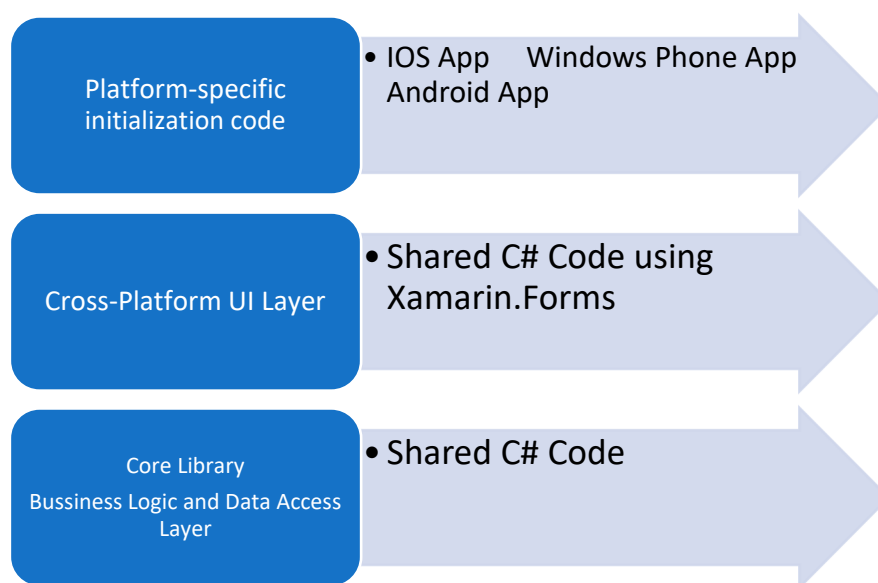 Platform-specific
initialization code
• IOS App Windows Phone App
Android App
Cross-Platform UI Layer
• Shared C# Code using
Xamarin.Forms
Core Library
Bussiness Logic and Data Access
Layer
• Shared C# Code